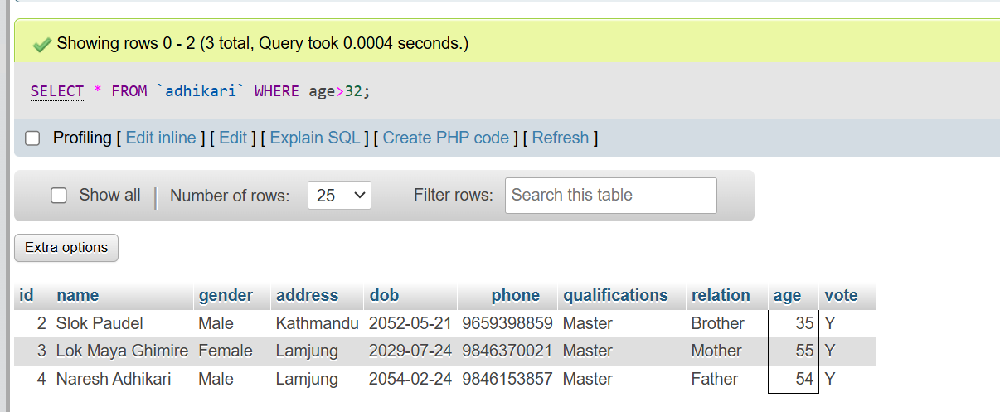 Showing rows 0 - 2 (3 total, Query took 0.0004 seconds.)
SELECT * FROM `adhikari` WHERE age>32;
Profiling [ Edit inline ] [ Edit ] [ Explain SQL ] [ Create PHP code ] [ Refresh ]
Show all | Number of rows: 25 Filter rows: Search this table
Extra options
id name gender address dob phone qualifications relation age vote
2 Slok Paudel Male Kathmandu 2052-05-21 9659398859 Master Brother 35 Y
3 Lok Maya Ghimire Female Lamjung 2029-07-24 9846370021 Master Mother 55 Y
4 Naresh Adhikari Male Lamjung 2054-02-24 9846153857 Master Father 54 Y